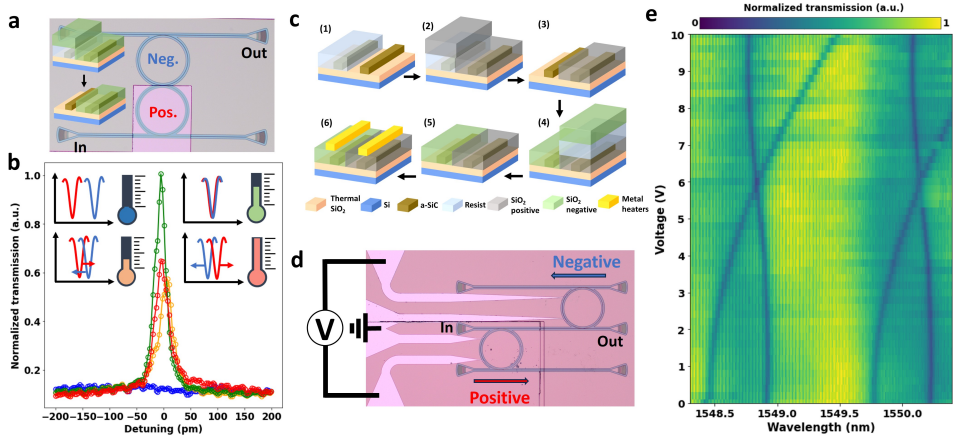 a
Neg.
Pos.
Out
In
b
Normalized transmission (a.u.)
1.0
0.8
0.6
0.4
0.2
−200
−150
−100
−50
0
50
100
150
200
Detuning (pm)
c
(1)
(2)
(3)
(6)
(5)
(4)
Thermal
SiO2
Si
a-SiC
Resist
SiO2
positive
SiO2
negative
Metal
heaters
d
Negative
V
In
Out
Positive
e
Normalized transmission (a.u.)
0
1
Voltage (V)
10
9
8
7
6
5
4
3
2
1
0
1548.5
1549.0
1549.5
1550.0
Wavelength (nm)